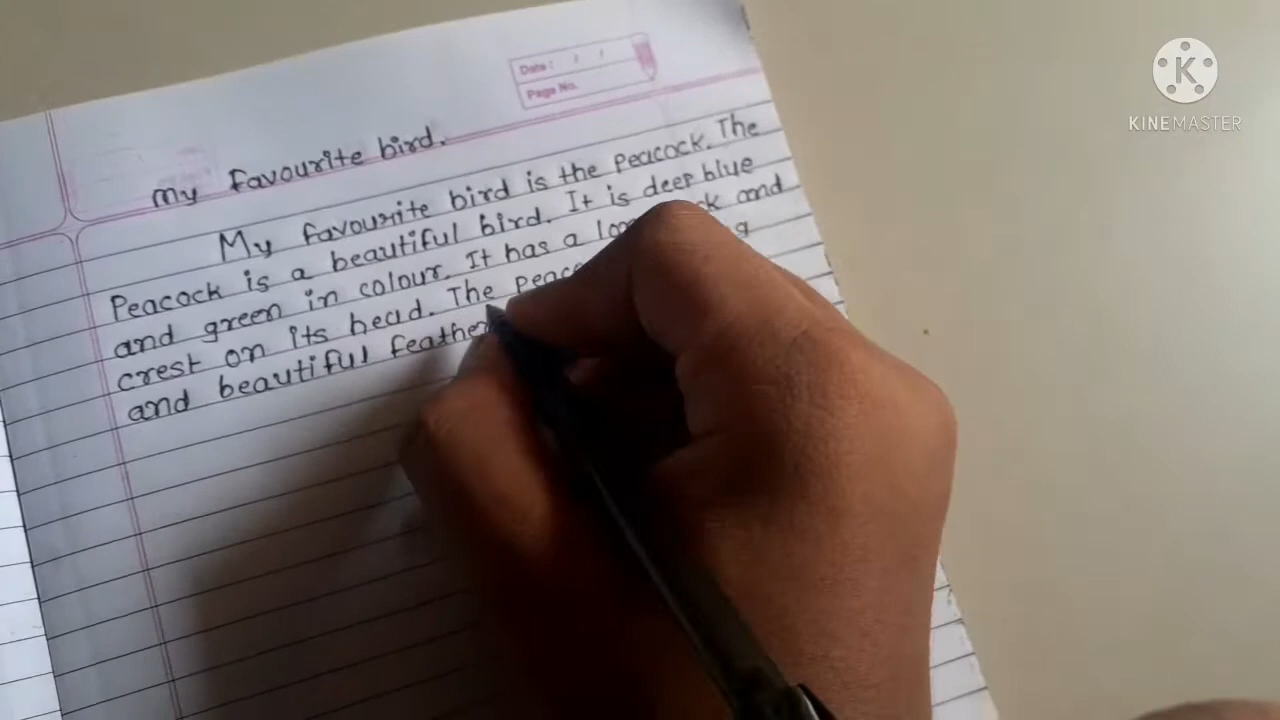 Date: / /
Page No.
My favourite bird.
My favourite bird is the Peacock. The
Peacock is a beautiful bird. It is deep blue
and green in colour. It has a and
crest on its head. The
and beautiful
KINEMASTER